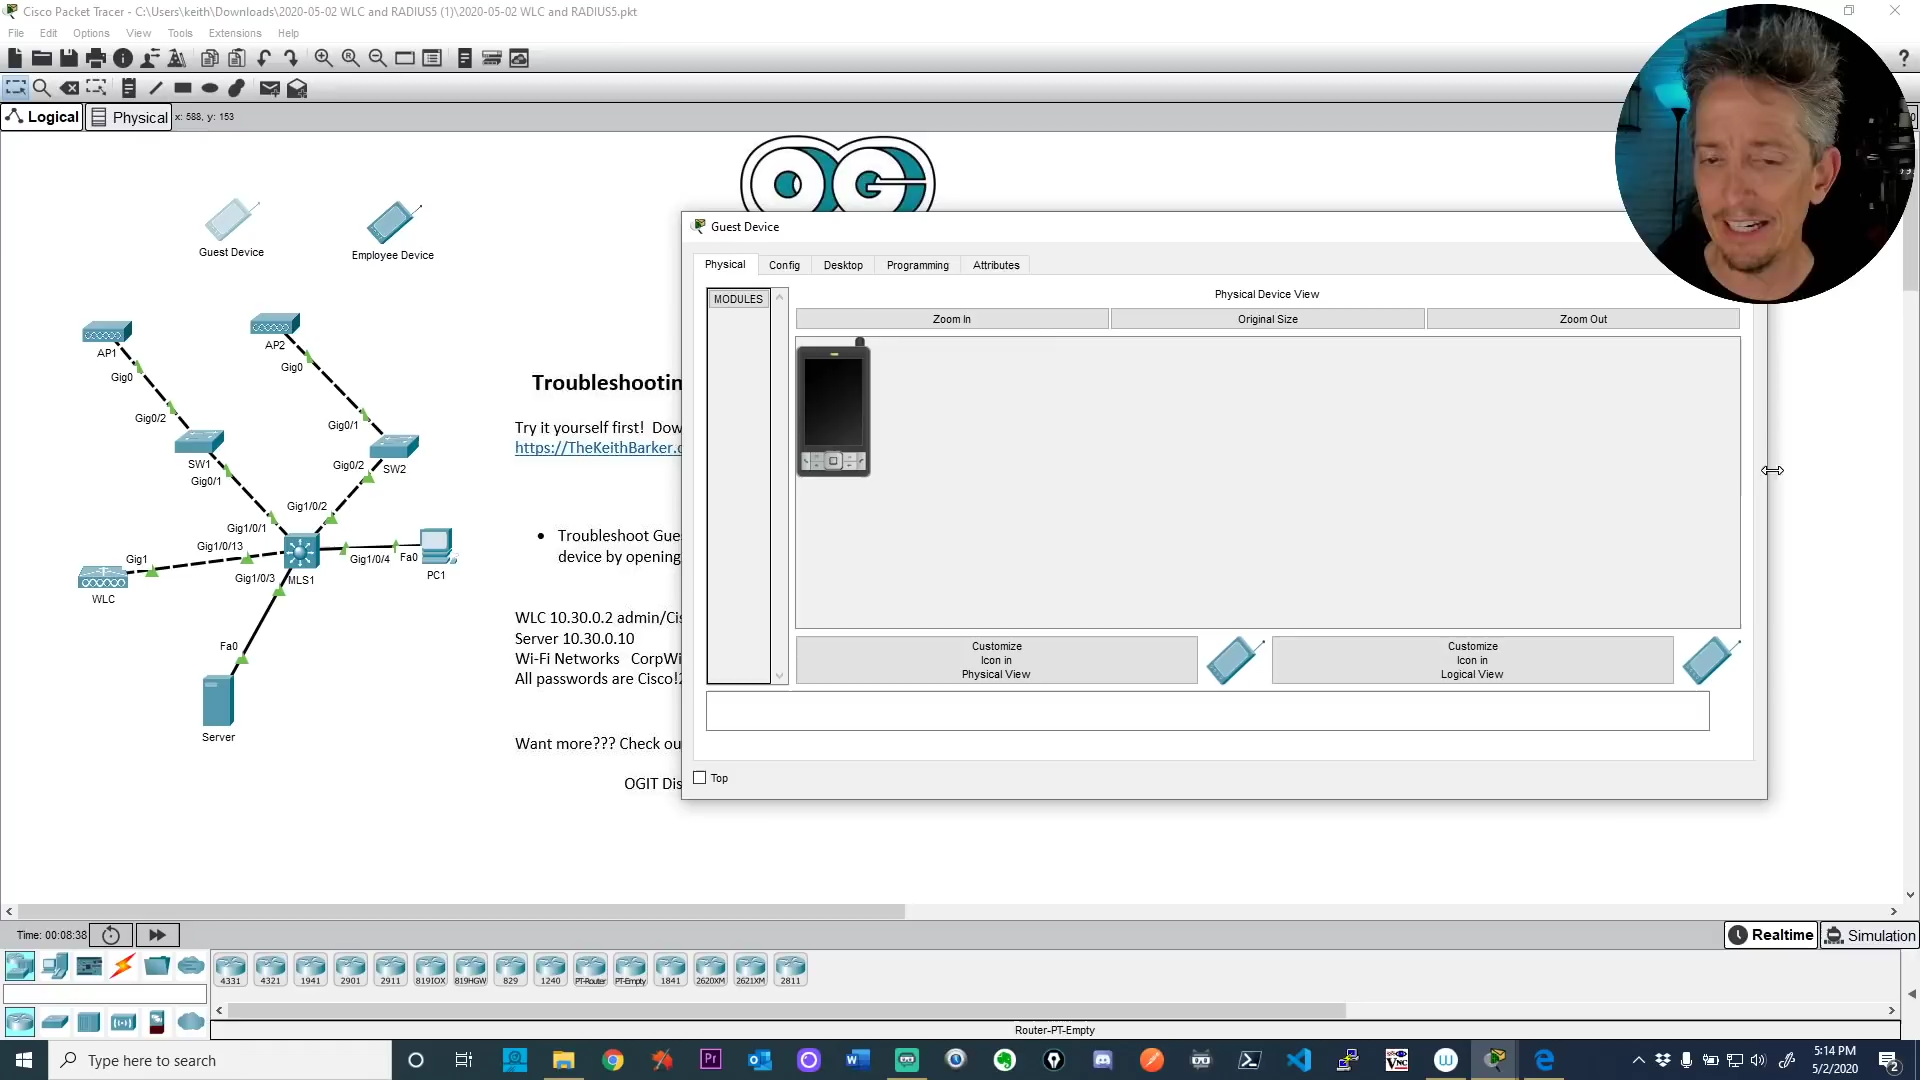 Cisco Packet Tracer - C:\Users\keith\Downloads\2020-05-02 WLC and RADIUS5 (1)\2020-05-02 WLC and RADIUS5.pkt
File Edit Options View Tools Extensions Help
Logical Physical x: 588, y: 153
OG
Guest Device
Employee Device
AP1
Gig0
AP2
Gig0
Gig0/2
Gig0/1
SW1
Gig0/1
Gig0/2
SW2
Gig1/0/2
Gig1/0/1
Gig1/0/13
Gig1
Gig1/0/3
MLS1
Gig1/0/4
Fa0
PC1
WLC
Fa0
Server
Troubleshootin
Try it yourself first! Dow
https://TheKeithBarker.c
Troubleshoot Gue
device by opening
WLC 10.30.0.2 admin/Cis
Server 10.30.0.10
Wi-Fi Networks CorpWi
All passwords are Cisco!2
Want more??? Check ou
OGIT Dis
Guest Device
Physical Config Desktop Programming Attributes
MODULES
Physical Device View
Zoom In Original Size Zoom Out
Customize
Icon in
Physical View
Customize
Icon in
Logical View
Top
Time: 00:08:38
Realtime Simulation
4331 4321 1941 2901 2911 819IOX 819HGW 829 1240 PT-Router PT-Empty 1841 2620XM 2621XM 2811
Router-PT-Empty
Type here to search
5:14 PM
5/2/2020
2